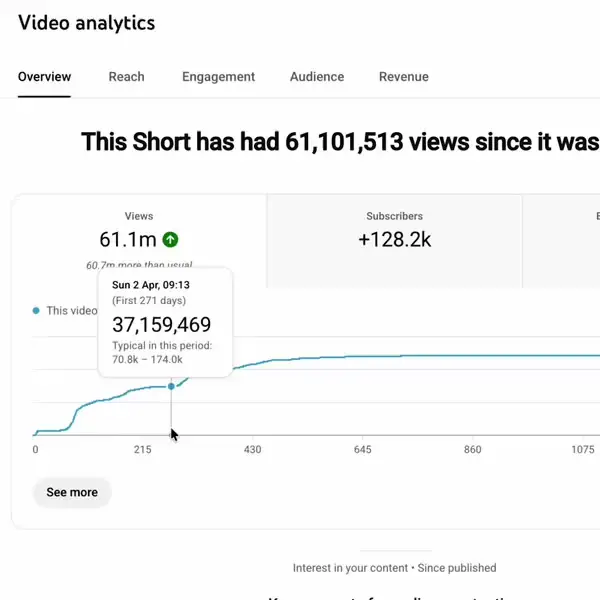 Video analytics
Overview Reach Engagement Audience Revenue
This Short has had 61,101,513 views since it was
Views Subscribers
61.1m +128.2k
60.7m more than usual
Sun 2 Apr, 09:13
(First 271 days)
This video
37,159,469
Typical in this period:
70.8k – 174.0k
0 215 430 645 860 1075
See more
Interest in your content • Since published